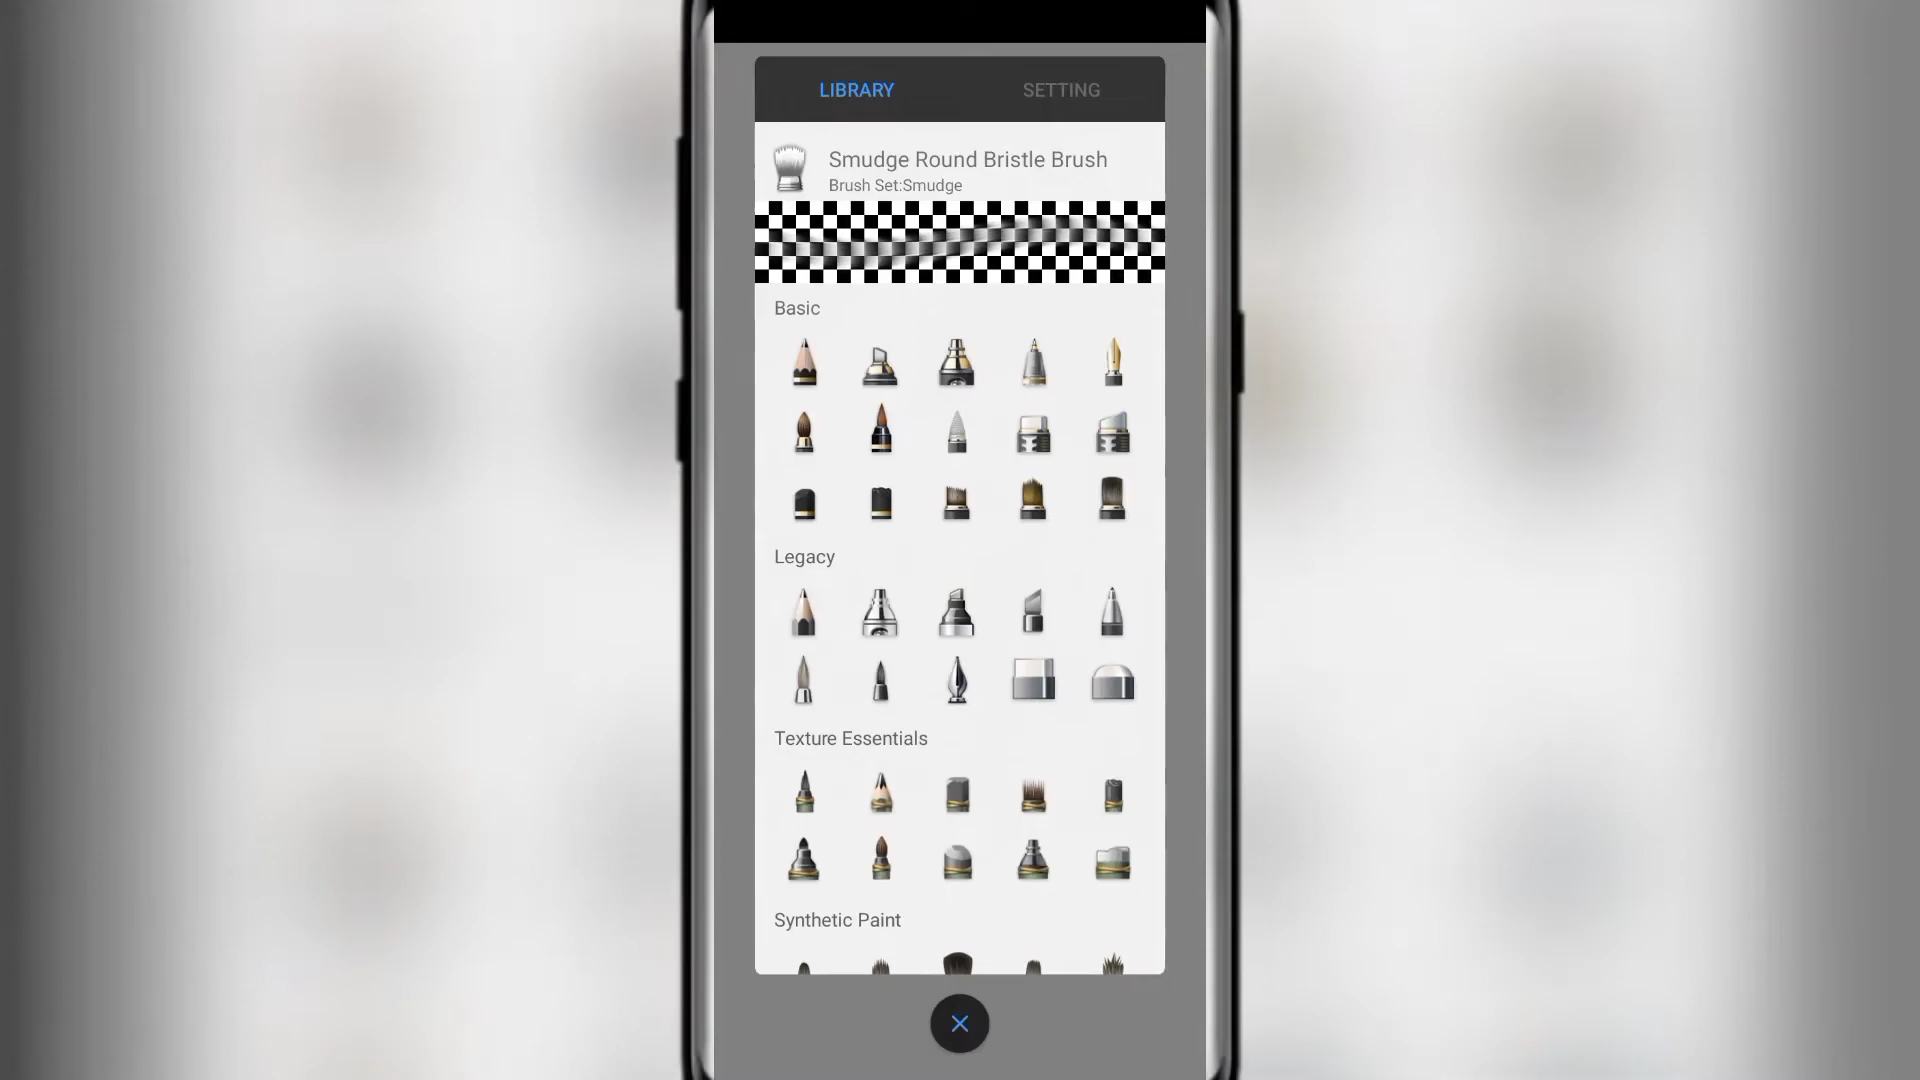 LIBRARY
SETTING
Smudge Round Bristle Brush
Brush Set:Smudge
Basic
Legacy
Texture Essentials
Synthetic Paint